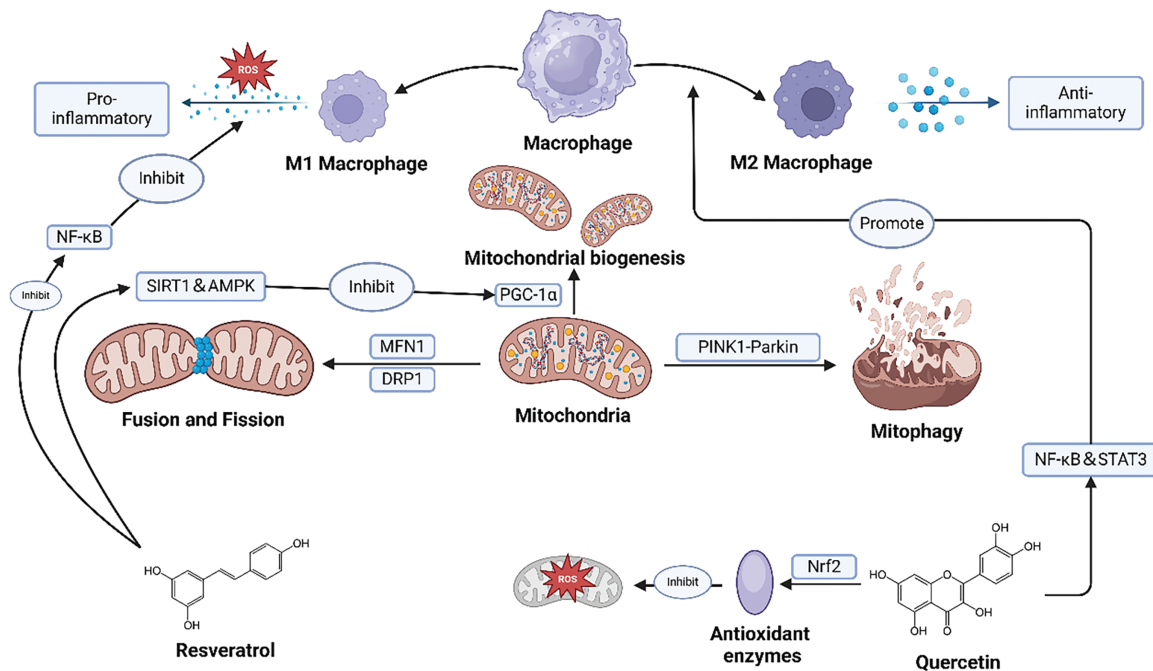 ROS
Pro-
inflammatory
M1 Macrophage
Macrophage
M2 Macrophage
Anti-
inflammatory
Inhibit
NF-κB
Inhibit
Promote
Mitochondrial biogenesis
SIRT1&AMPK
Inhibit
PGC-1α
MFN1
DRP1
PINK1-Parkin
Fusion and Fission
Mitochondria
Mitophagy
NF-κB&STAT3
OH
HO
OH
Resveratrol
ROS
Inhibit
Nrf2
Antioxidant
enzymes
OH
OH
HO
O
OH
OH
O
Quercetin